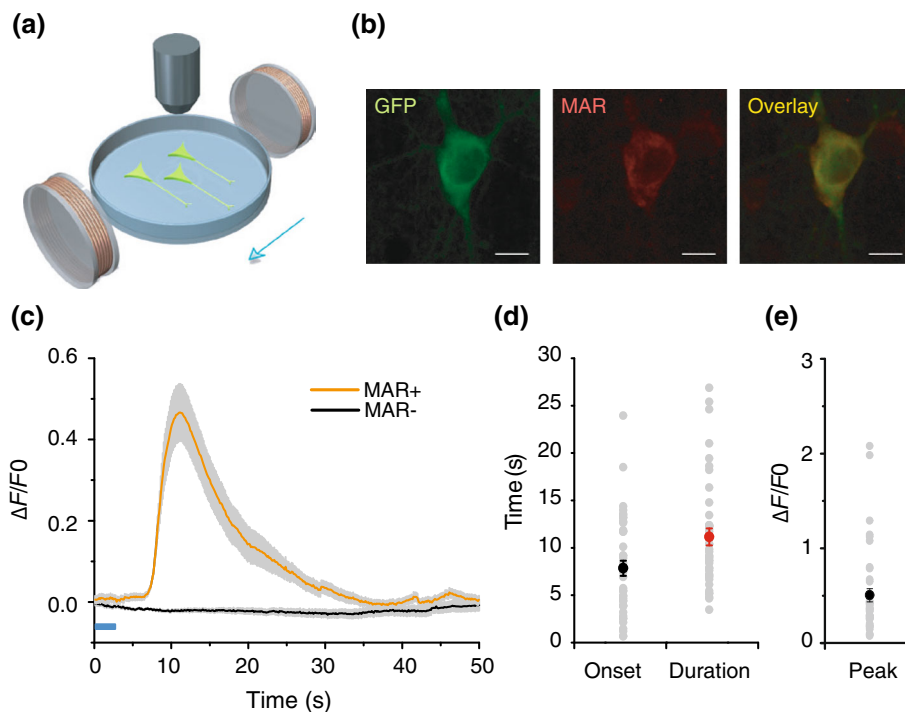 (a)
(b)
GFP
MAR
Overlay
(c)
0.6
0.4
0.2
0.0
ΔF/F0
MAR+
MAR-
0 10 20 30 40 50
Time (s)
(d)
30
25
20
15
10
5
0
Time (s)
Onset Duration
(e)
3
2
1
0
ΔF/F0
Peak